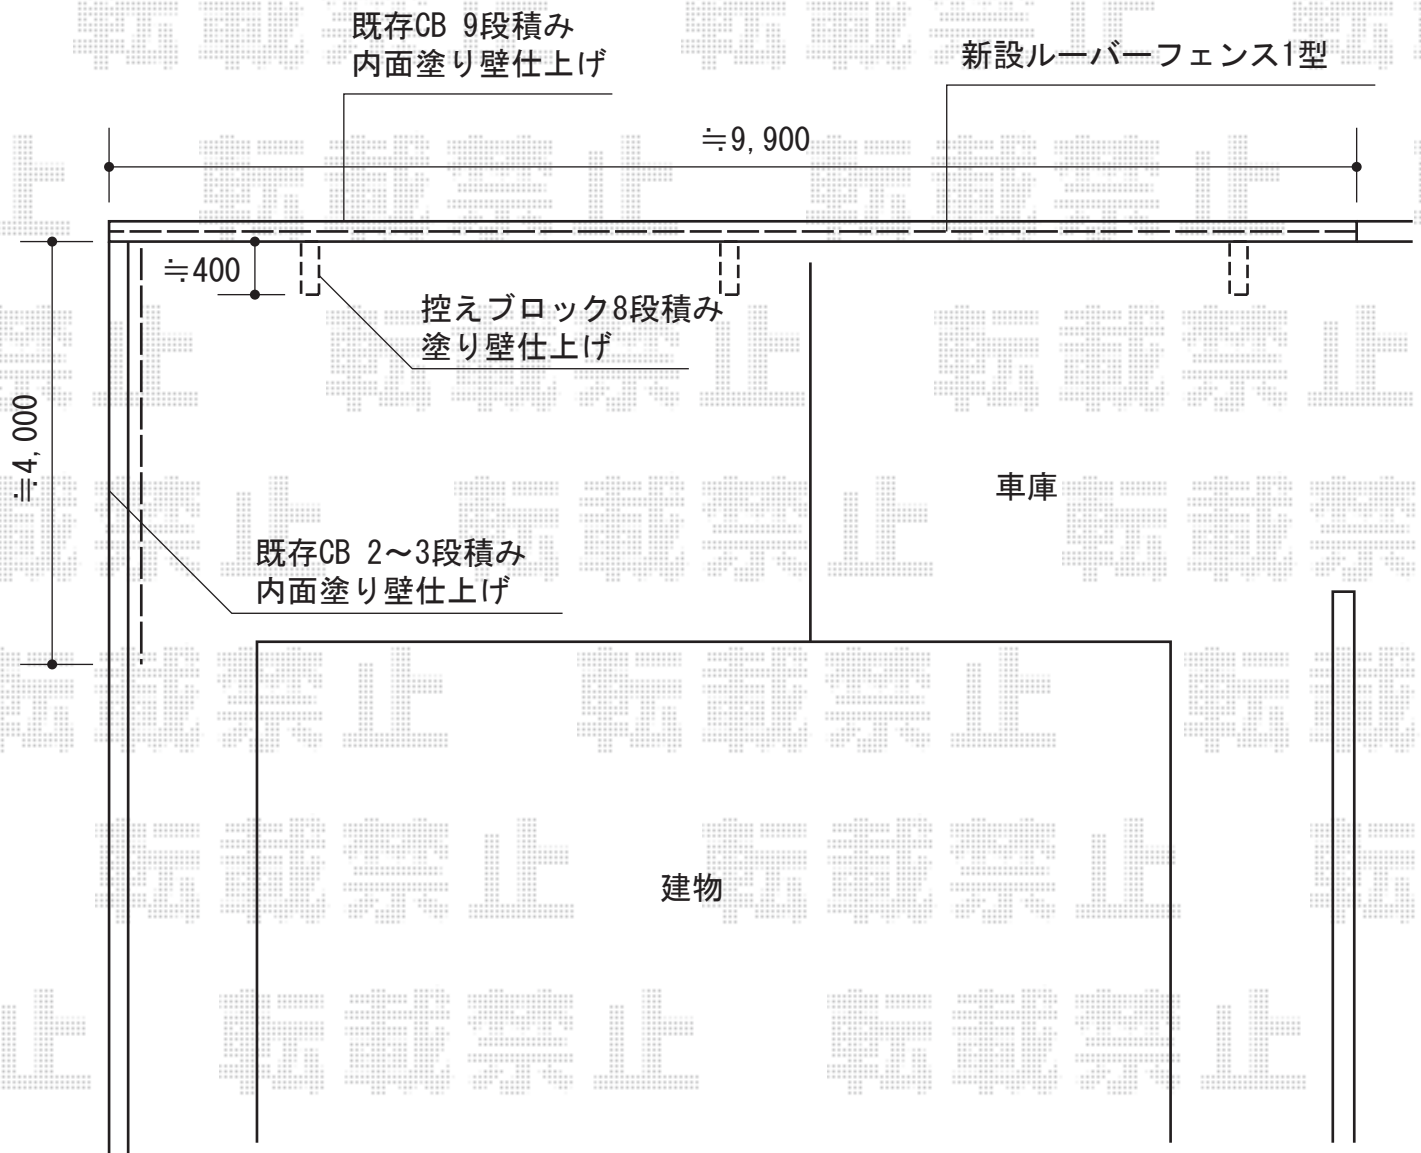 既存CB 9段積み
内面塗り壁仕上げ
新設ルーバーフェンス1型
≒9,900
≒400
控えブロック8段積み
塗り壁仕上げ
≒4,000
車庫
既存CB 2～3段積み
内面塗り壁仕上げ
建物
転載禁止